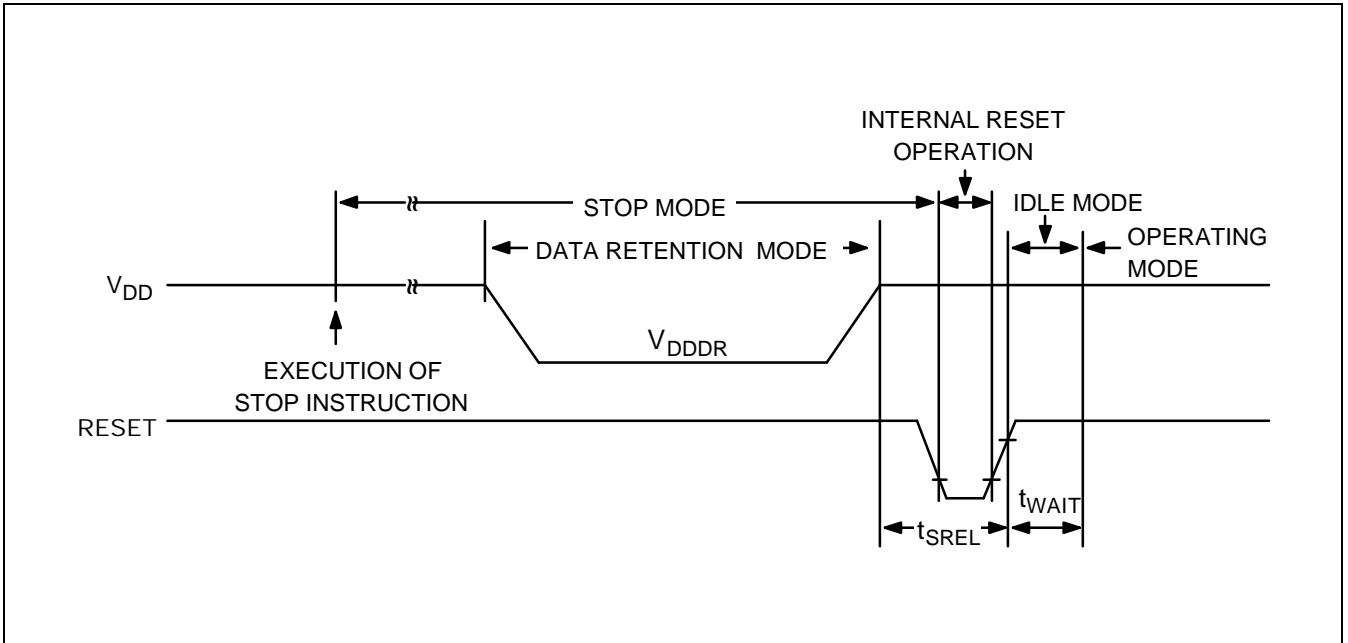 INTERNAL RESET
OPERATION
STOP MODE
IDLE MODE
DATA RETENTION MODE
OPERATING
MODE
VDD
VDDDR
EXECUTION OF
STOP INSTRUCTION
RESET
tWAIT
tSREL